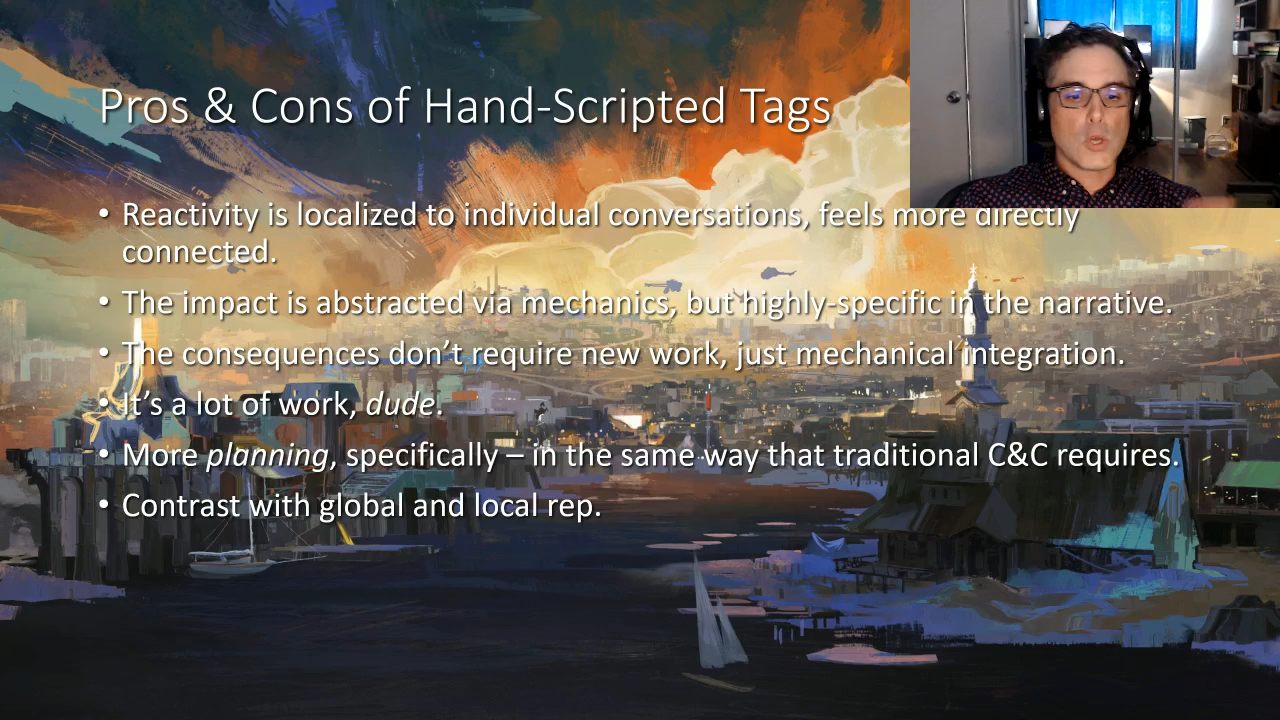 Pros & Cons of Hand-Scripted Tags
• Reactivity is localized to individual conversations, feels more directly
connected.
• The impact is abstracted via mechanics, but highly-specific in the narrative.
• The consequences don’t require new work, just mechanical integration.
• It’s a lot of work, dude.
• More planning, specifically – in the same way that traditional C&C requires.
• Contrast with global and local rep.